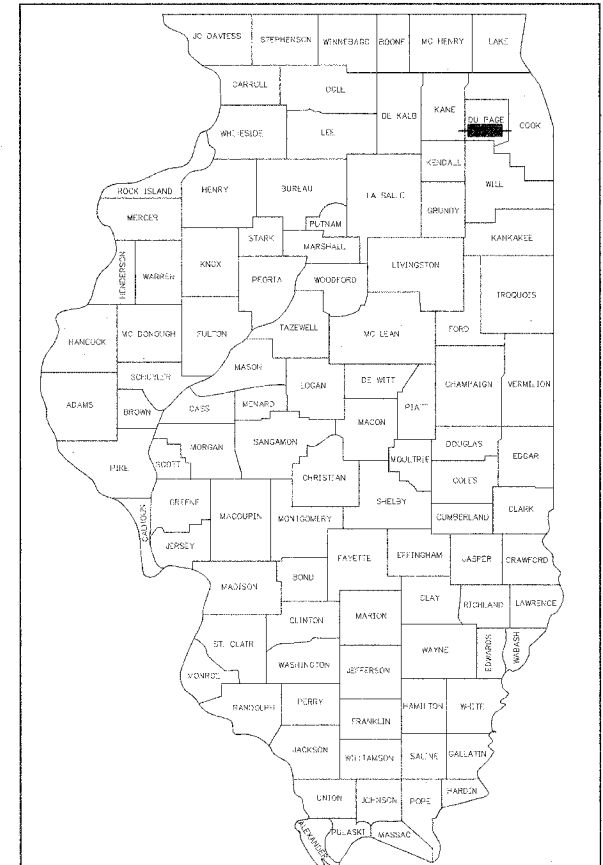 JO DAVIESS STEPHENSON WINNEBAGO BOONE MC HENRY LAKE
CARROLL OGLE DE KALB KANE DU PAGE COOK
WHITESIDE LEE
KENDALL WILL
ROCK ISLAND HENRY BUREAU LA SALLE
MERCER PUTNAM GRUNDY
STARK MARSHALL KANKAKEE
HENDERSON WARREN KNOX PEORIA WOODFORD LIVINGSTON
IROQUOIS
HANCOCK MC DONOUGH FULTON TAZEWELL MC LEAN FORD
SCHUYLER MASON
LOGAN DE WITT CHAMPAIGN VERMILION
ADAMS BROWN CASS MENARD PIATT
MACON
MORGAN SANGAMON DOUGLAS
PIKE SCOTT MOULTRIE EDGAR
CHRISTIAN COLES
GREENE SHELBY
CALHOUN MACOUPIN MONTGOMERY CUMBERLAND CLARK
JERSEY
FAYETTE EFFINGHAM JASPER CRAWFORD
MADISON BOND
CLAY RICHLAND LAWRENCE
CLINTON MARION
ST. CLAIR WAYNE EDWARDS WABASH
WASHINGTON JEFFERSON
MONROE
RANDOLPH PERRY HAMILTON WHITE
FRANKLIN
JACKSON WILLIAMSON SALINE GALLATIN
UNION JOHNSON POPE HARDIN
ALEXANDER PULASKI MASSAC